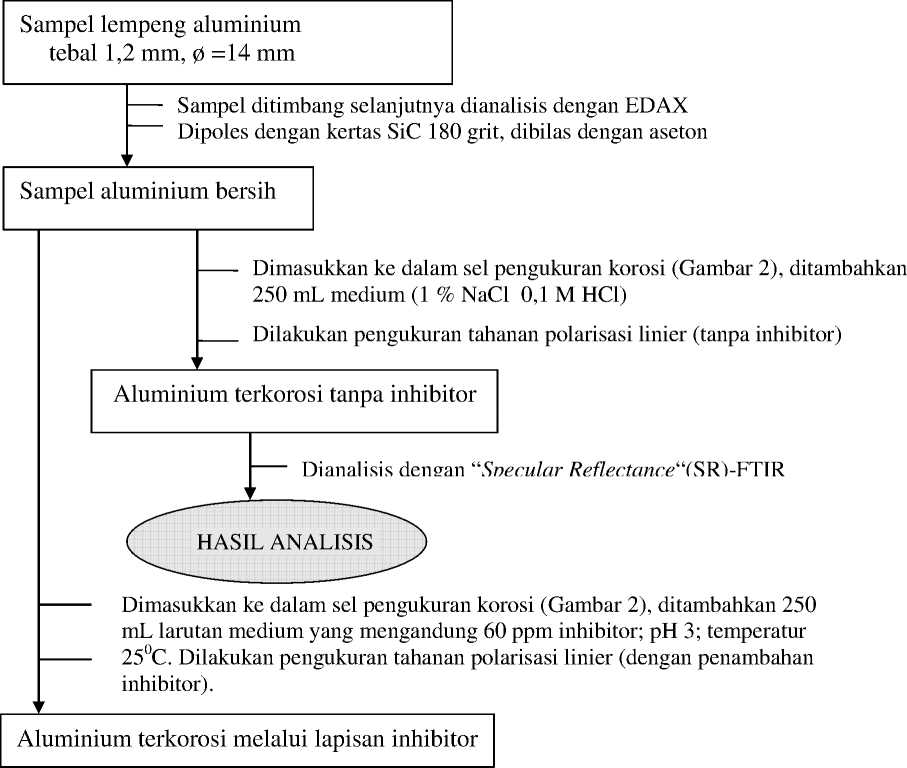 Sampel lempeng aluminium
tebal 1,2 mm, ø =14 mm
Sampel ditimbang selanjutnya dianalisis dengan EDAX
Dipoles dengan kertas SiC 180 grit, dibilas dengan aseton
Sampel aluminium bersih
Dimasukkan ke dalam sel pengukuran korosi (Gambar 2), ditambahkan
250 mL medium (1 % NaCl 0,1 M HCl)
Dilakukan pengukuran tahanan polarisasi linier (tanpa inhibitor)
Aluminium terkorosi tanpa inhibitor
Dianalisis dengan “Specular Reflectance“(SR)-FTIR
HASIL ANALISIS
Dimasukkan ke dalam sel pengukuran korosi (Gambar 2), ditambahkan 250
mL larutan medium yang mengandung 60 ppm inhibitor; pH 3; temperatur
25⁰C. Dilakukan pengukuran tahanan polarisasi linier (dengan penambahan
inhibitor).
Aluminium terkorosi melalui lapisan inhibitor